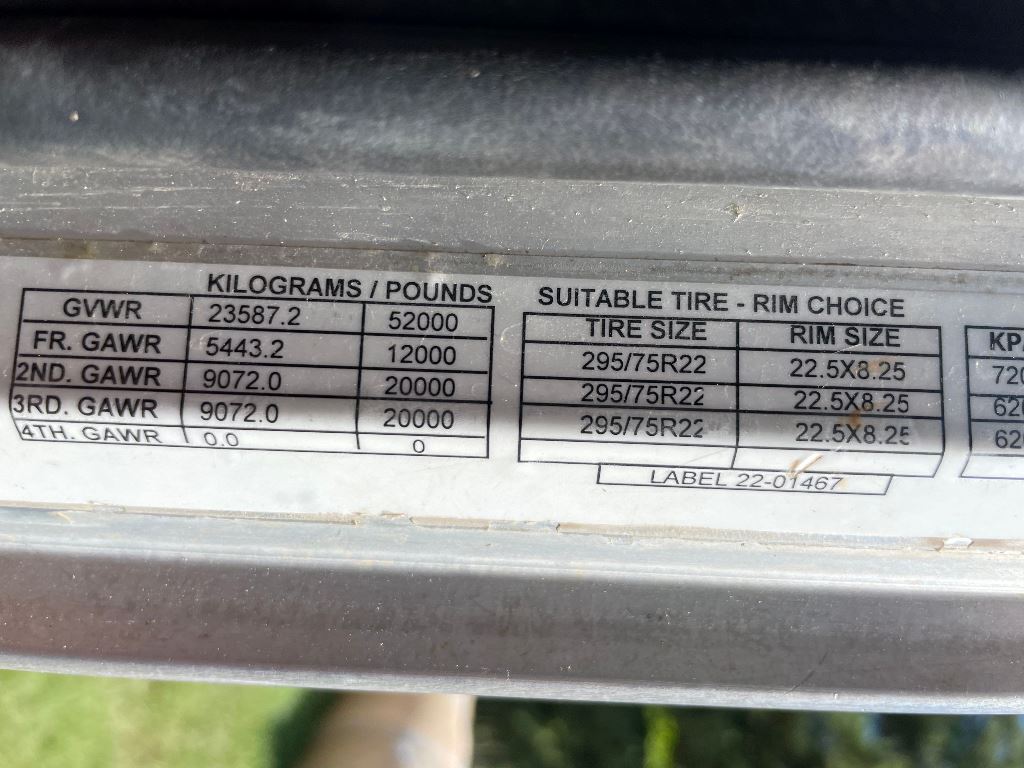 KILOGRAMS / POUNDS
GVWR 23587.2 52000
FR. GAWR 5443.2 12000
2ND. GAWR 9072.0 20000
3RD. GAWR 9072.0 20000
4TH. GAWR 0.0 0
SUITABLE TIRE - RIM CHOICE
TIRE SIZE RIM SIZE
295/75R22 22.5X8.25
295/75R22 22.5X8.25
295/75R22 22.5X8.25
LABEL 22-01467